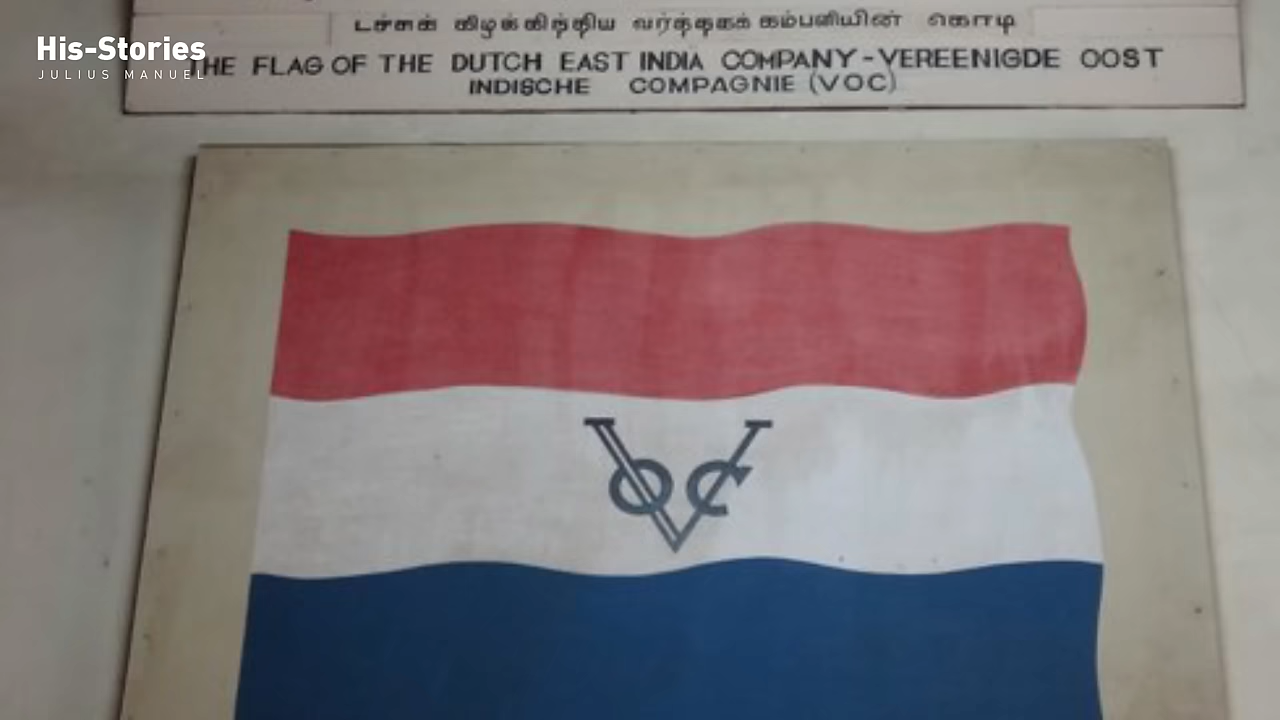 டச்சுக் கிழக்கிந்திய வர்த்தகக் கம்பனியின் கொடி
His-Stories
JULIUS MANUEL
THE FLAG OF THE DUTCH EAST INDIA COMPANY - VEREENIGDE OOST
INDISCHE COMPAGNIE (VOC)
VOC